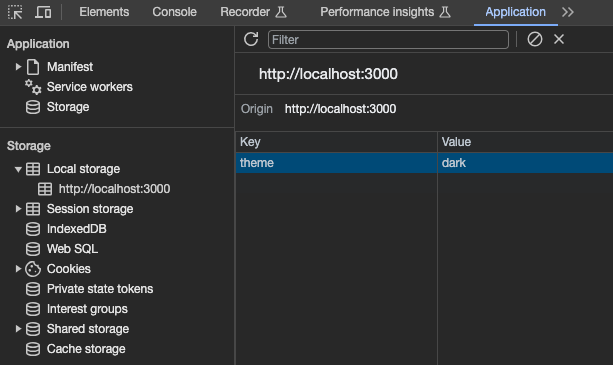 Elements Console Recorder Performance insights Application
Application
Manifest
Service workers
Storage
Storage
Local storage
http://localhost:3000
Session storage
IndexedDB
Web SQL
Cookies
Private state tokens
Interest groups
Shared storage
Cache storage
Filter
http://localhost:3000
Origin http://localhost:3000
Key Value
theme dark